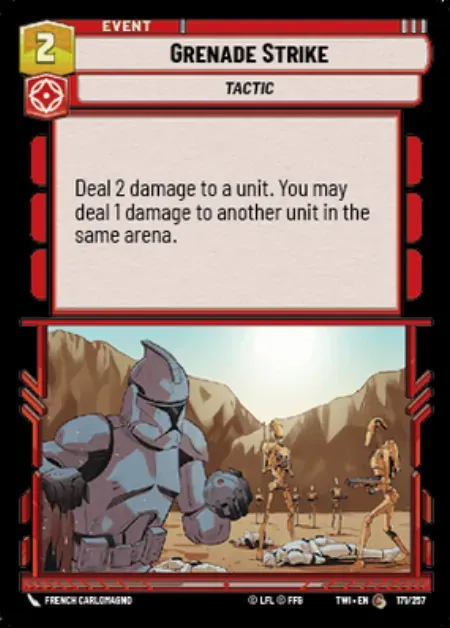 EVENT
2
GRENADE STRIKE
TACTIC
Deal 2 damage to a unit. You may
deal 1 damage to another unit in the
same arena.
FRENCH CARLOMAGNO
© LFL © FFG
TWI • EN
C
171/257